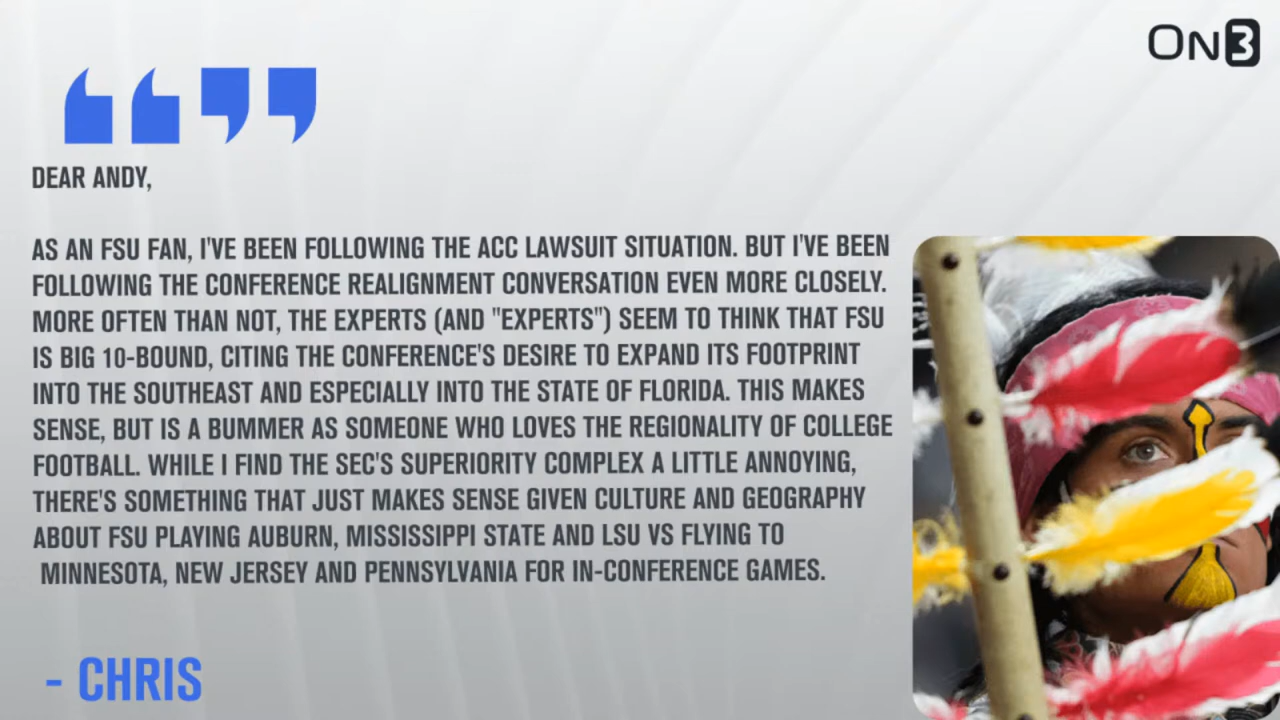 ON3
DEAR ANDY,
AS AN FSU FAN, I'VE BEEN FOLLOWING THE ACC LAWSUIT SITUATION. BUT I'VE BEEN
FOLLOWING THE CONFERENCE REALIGNMENT CONVERSATION EVEN MORE CLOSELY.
MORE OFTEN THAN NOT, THE EXPERTS (AND "EXPERTS") SEEM TO THINK THAT FSU
IS BIG 10-BOUND, CITING THE CONFERENCE'S DESIRE TO EXPAND ITS FOOTPRINT
INTO THE SOUTHEAST AND ESPECIALLY INTO THE STATE OF FLORIDA. THIS MAKES
SENSE, BUT IS A BUMMER AS SOMEONE WHO LOVES THE REGIONALITY OF COLLEGE
FOOTBALL. WHILE I FIND THE SEC'S SUPERIORITY COMPLEX A LITTLE ANNOYING,
THERE'S SOMETHING THAT JUST MAKES SENSE GIVEN CULTURE AND GEOGRAPHY
ABOUT FSU PLAYING AUBURN, MISSISSIPPI STATE AND LSU VS FLYING TO
MINNESOTA, NEW JERSEY AND PENNSYLVANIA FOR IN-CONFERENCE GAMES.
- CHRIS